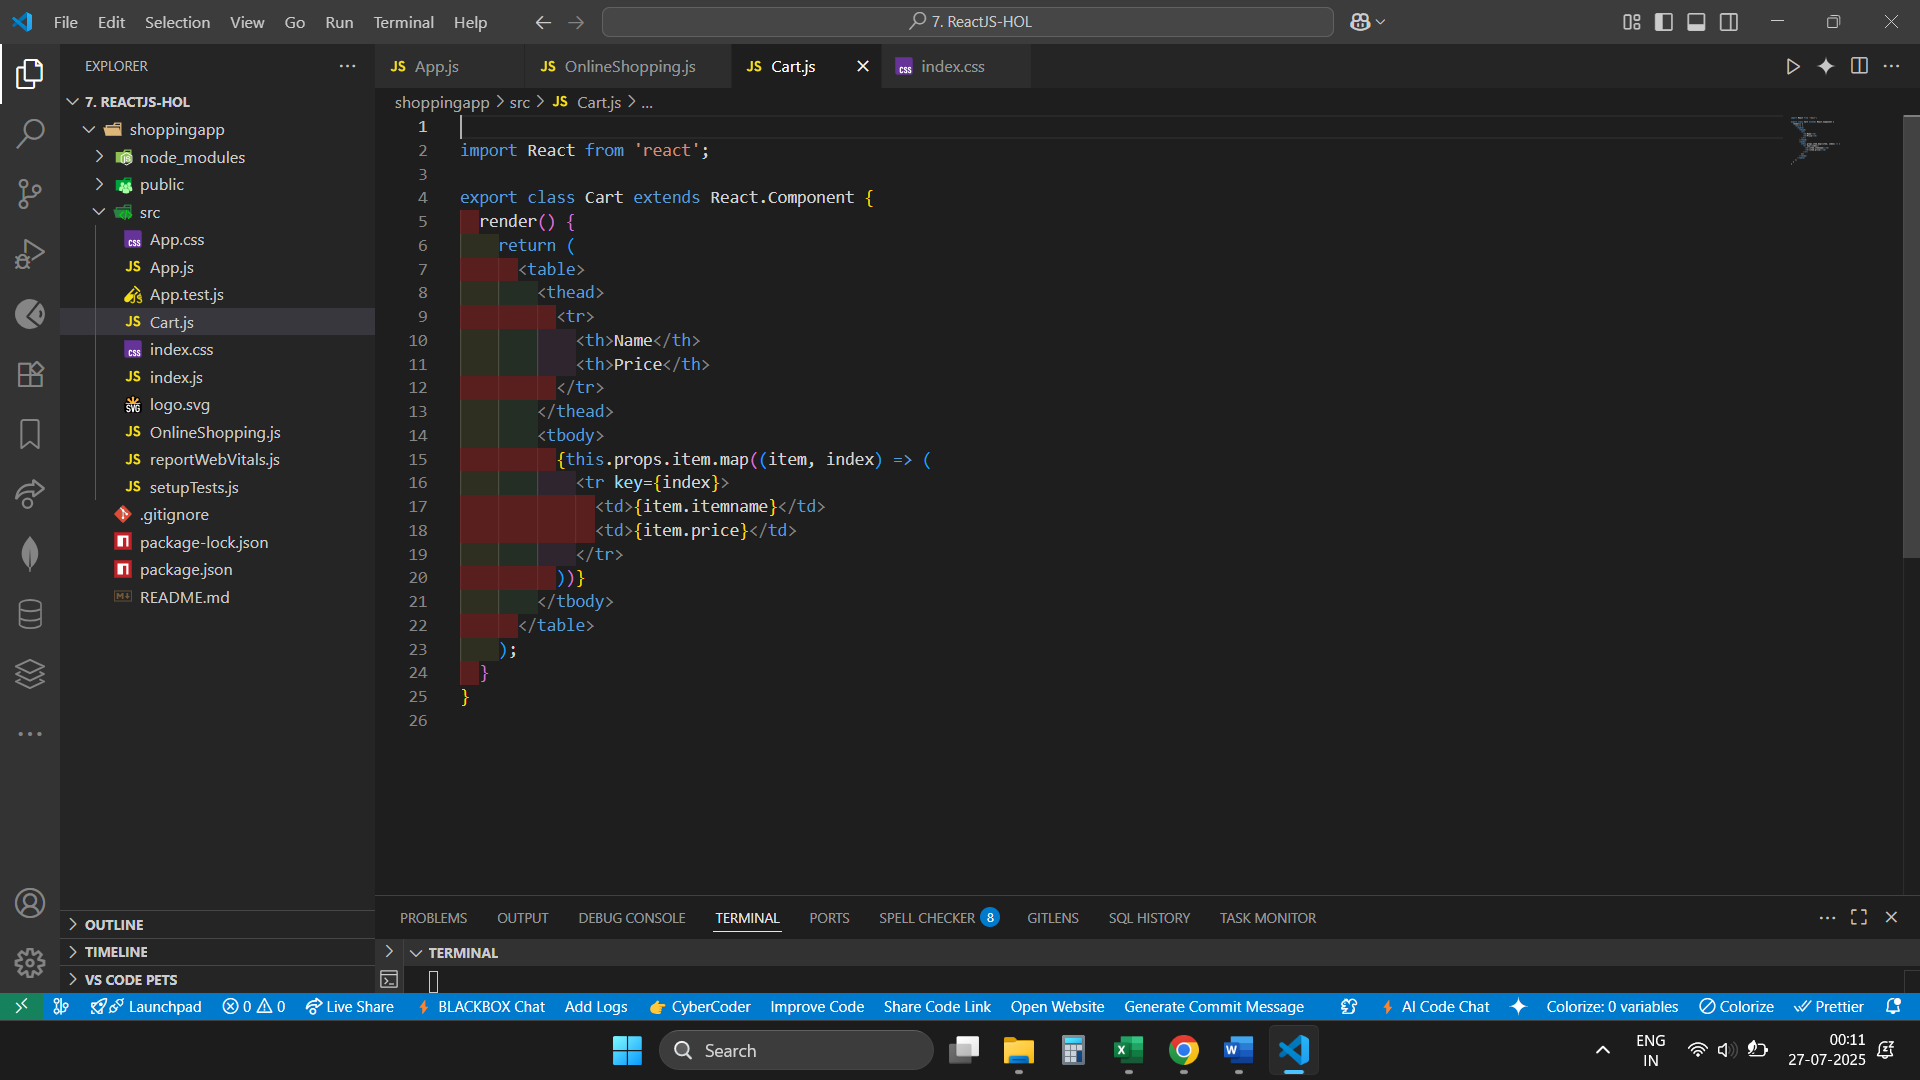 File Edit Selection View Go Run Terminal Help
7. ReactJS-HOL
EXPLORER
7. REACTJS-HOL
shoppingapp
node_modules
public
src
App.css
App.js
App.test.js
Cart.js
index.css
index.js
logo.svg
OnlineShopping.js
reportWebVitals.js
setupTests.js
.gitignore
package-lock.json
package.json
README.md
OUTLINE
TIMELINE
VS CODE PETS
JS App.js JS OnlineShopping.js JS Cart.js index.css
shoppingapp > src > JS Cart.js > ...
1
2 import React from 'react';
3
4 export class Cart extends React.Component {
5 render() {
6 return (
7 <table>
8 <thead>
9 <tr>
10 <th>Name</th>
11 <th>Price</th>
12 </tr>
13 </thead>
14 <tbody>
15 {this.props.item.map((item, index) => (
16 <tr key={index}>
17 <td>{item.itemname}</td>
18 <td>{item.price}</td>
19 </tr>
20 ))}
21 </tbody>
22 </table>
23 );
24 }
25 }
26
PROBLEMS OUTPUT DEBUG CONSOLE TERMINAL PORTS SPELL CHECKER 8 GITLENS SQL HISTORY TASK MONITOR
TERMINAL
Launchpad 0 0 Live Share BLACKBOX Chat Add Logs CyberCoder Improve Code Share Code Link Open Website Generate Commit Message AI Code Chat Colorize: 0 variables Colorize Prettier
Search
ENG
IN
00:11
27-07-2025